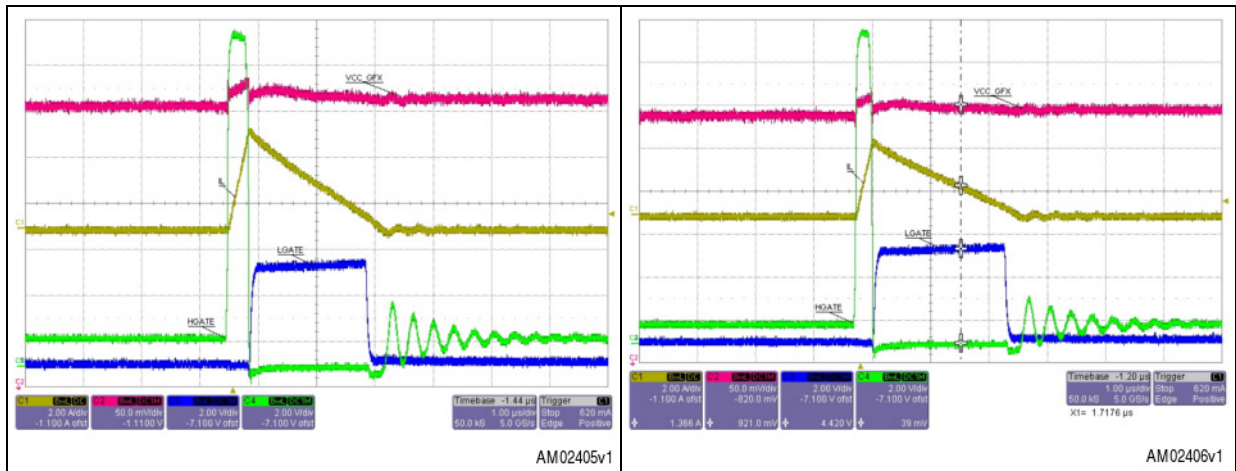 VCC_GFX
C1
IL
LGATE
HGATE
C2
C1 DC
2.00 A/div
-1.100 A ofst
50.0 mV/div
-1.1100 V
2.00 V/div
-7.100 V ofst
C4
2.00 V/div
-7.100 V ofst
Timebase -1.44 µs
1.00 µs/div
50.0 kS 5.0 GS/s
Trigger C1
Stop 620 mA
Edge Positive
AM02405v1
VCC_GFX
C1
IL
LGATE
HGATE
C2
C1 DC
2.00 A/div
-1.100 A ofst
1.366 A
50.0 mV/div
-820.0 mV
921.0 mV
2.00 V/div
-7.100 V ofst
4.420 V
C4
2.00 V/div
-7.100 V ofst
39 mV
Timebase -1.20 µs
1.00 µs/div
50.0 kS 5.0 GS/s
Trigger C1
Stop 620 mA
Edge Positive
X1= 1.7176 µs
AM02406v1